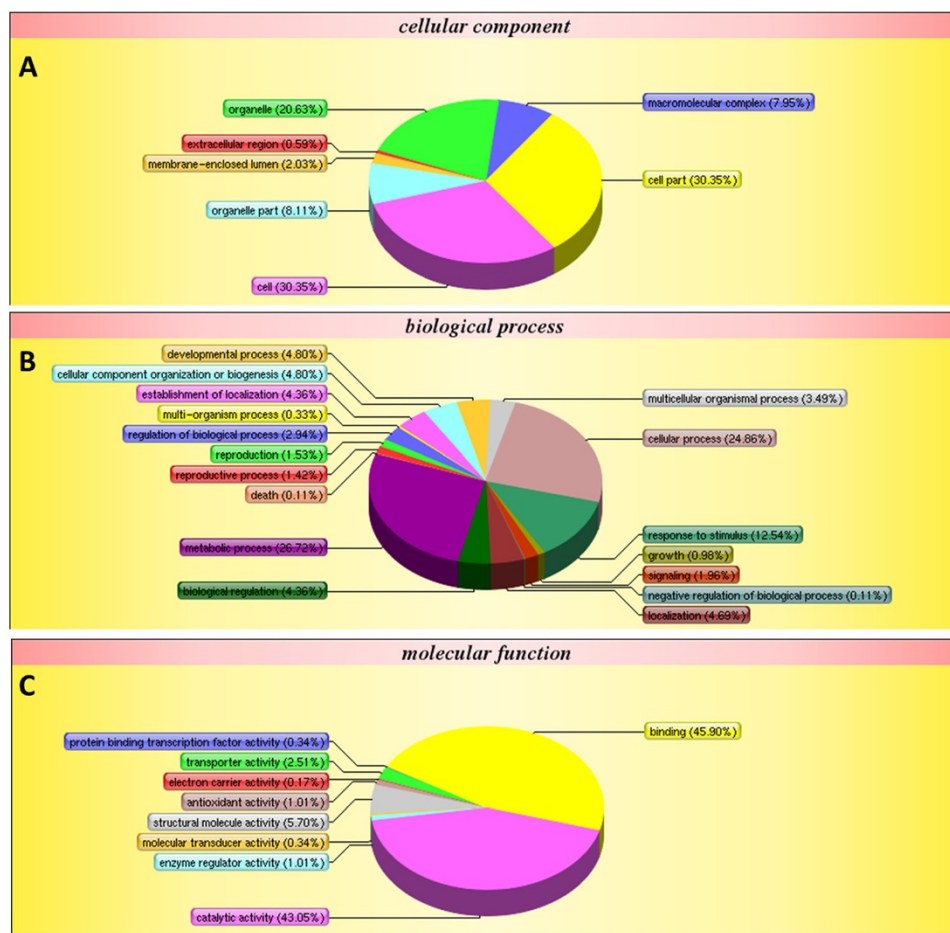 cellular component
A
organelle (20.63%)
macromolecular complex (7.95%)
extracellular region (0.59%)
membrane-enclosed lumen (2.03%)
cell part (30.35%)
organelle part (8.11%)
cell (30.35%)
biological process
B
developmental process (4.80%)
cellular component organization or biogenesis (4.80%)
establishment of localization (4.36%)
multi-organism process (0.33%)
regulation of biological process (2.94%)
reproduction (1.53%)
reproductive process (1.42%)
death (0.11%)
metabolic process (26.72%)
biological regulation (4.36%)
multicellular organismal process (3.49%)
cellular process (24.86%)
response to stimulus (12.54%)
growth (0.98%)
signaling (1.96%)
negative regulation of biological process (0.11%)
localization (4.69%)
molecular function
C
protein binding transcription factor activity (0.34%)
transporter activity (2.51%)
electron carrier activity (0.17%)
antioxidant activity (1.01%)
structural molecule activity (5.70%)
molecular transducer activity (0.34%)
enzyme regulator activity (1.01%)
catalytic activity (43.05%)
binding (45.90%)